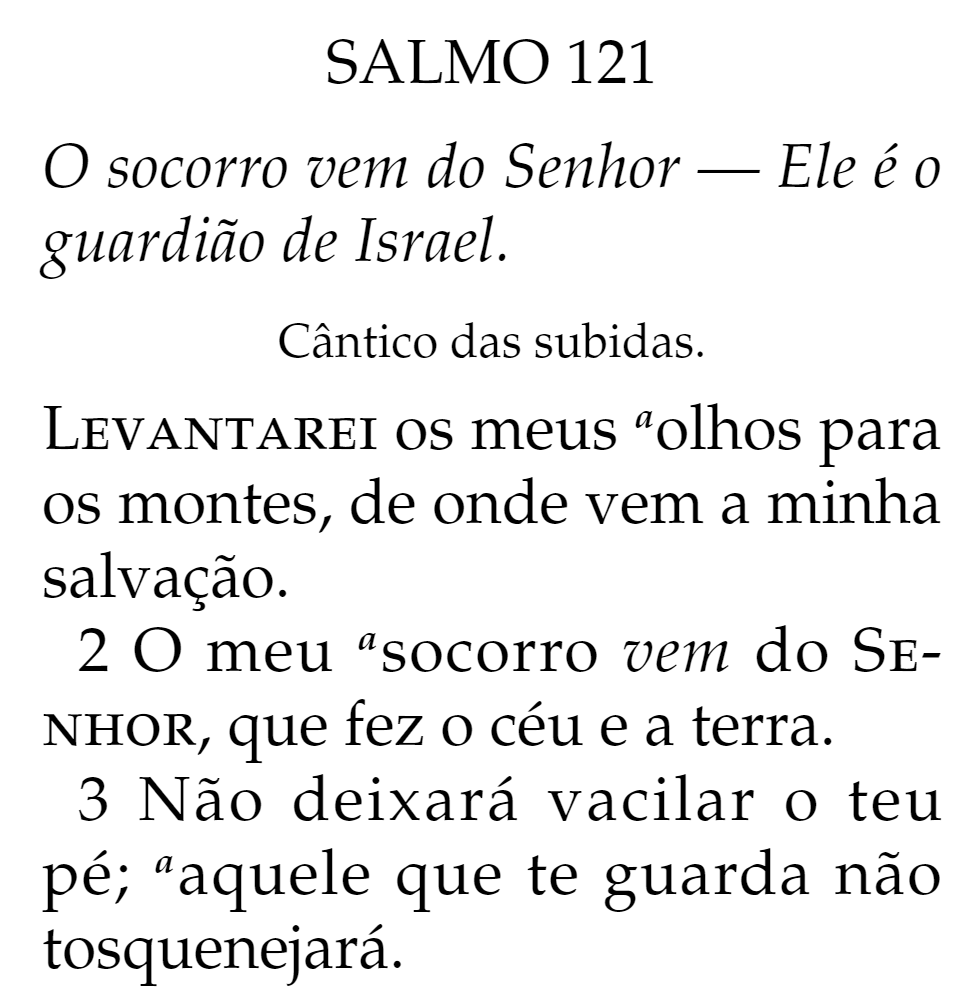 SALMO 121
O socorro vem do Senhor — Ele é o
guardião de Israel.
Cântico das subidas.
LEVANTAREI os meus ᵃolhos para
os montes, de onde vem a minha
salvação.
2 O meu ᵃsocorro vem do SE-
NHOR, que fez o céu e a terra.
3 Não deixará vacilar o teu
pé; ᵃaquele que te guarda não
tosquenejará.